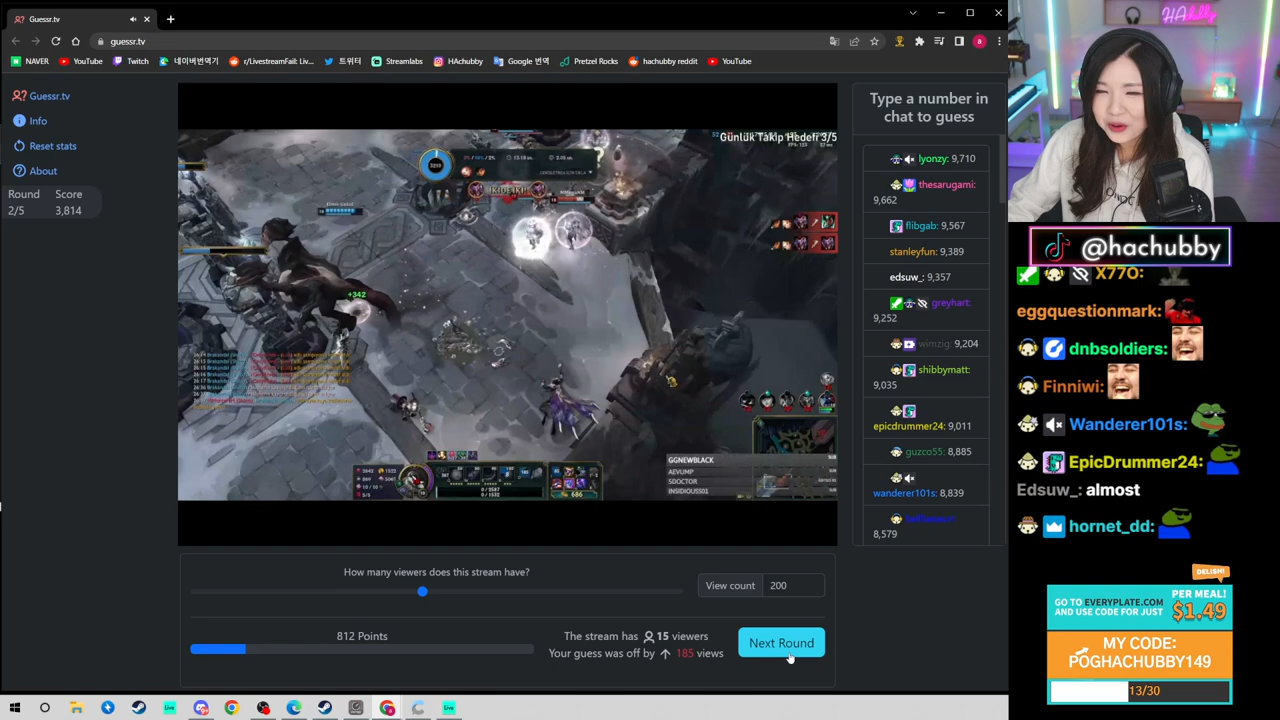 Guessr.tv
guessr.tv
NAVER
YouTube
Twitch
네이버번역기
r/LivestreamFail: Liv...
트위터
Streamlabs
HAchubby
Google 번역
Pretzel Rocks
hachubby reddit
YouTube
Guessr.tv
Info
Reset stats
About
Round Score
2/5 3,814
Günlük Takip Hedefi 3/5
+342
GGNEWBLACK
AEVUMP
SDOCTOR
INSIDIOUSS01
686
How many viewers does this stream have?
View count 200
812 Points
The stream has 15 viewers
Your guess was off by 185 views
Next Round
Type a number in
chat to guess
lyonzy: 9,710
thesarugami:
9,662
flibgab: 9,567
stanleyfun: 9,389
edsuw_: 9,357
greyhart:
9,252
wimzig: 9,204
shibbymatt:
9,035
epicdrummer24: 9,011
guzco55: 8,885
wanderer101s: 8,839
8,579
HAchubby
@hachubby
X77O:
eggquestionmark:
dnbsoldiers:
Finniwi:
Wanderer101s:
EpicDrummer24:
Edsuw_: almost
hornet_dd:
DELISH!
GO TO EVERYPLATE.COM
AND USE CODE FOR JUST
PER MEAL!
$1.49
MY CODE:
POGHACHUBBY149
13/30